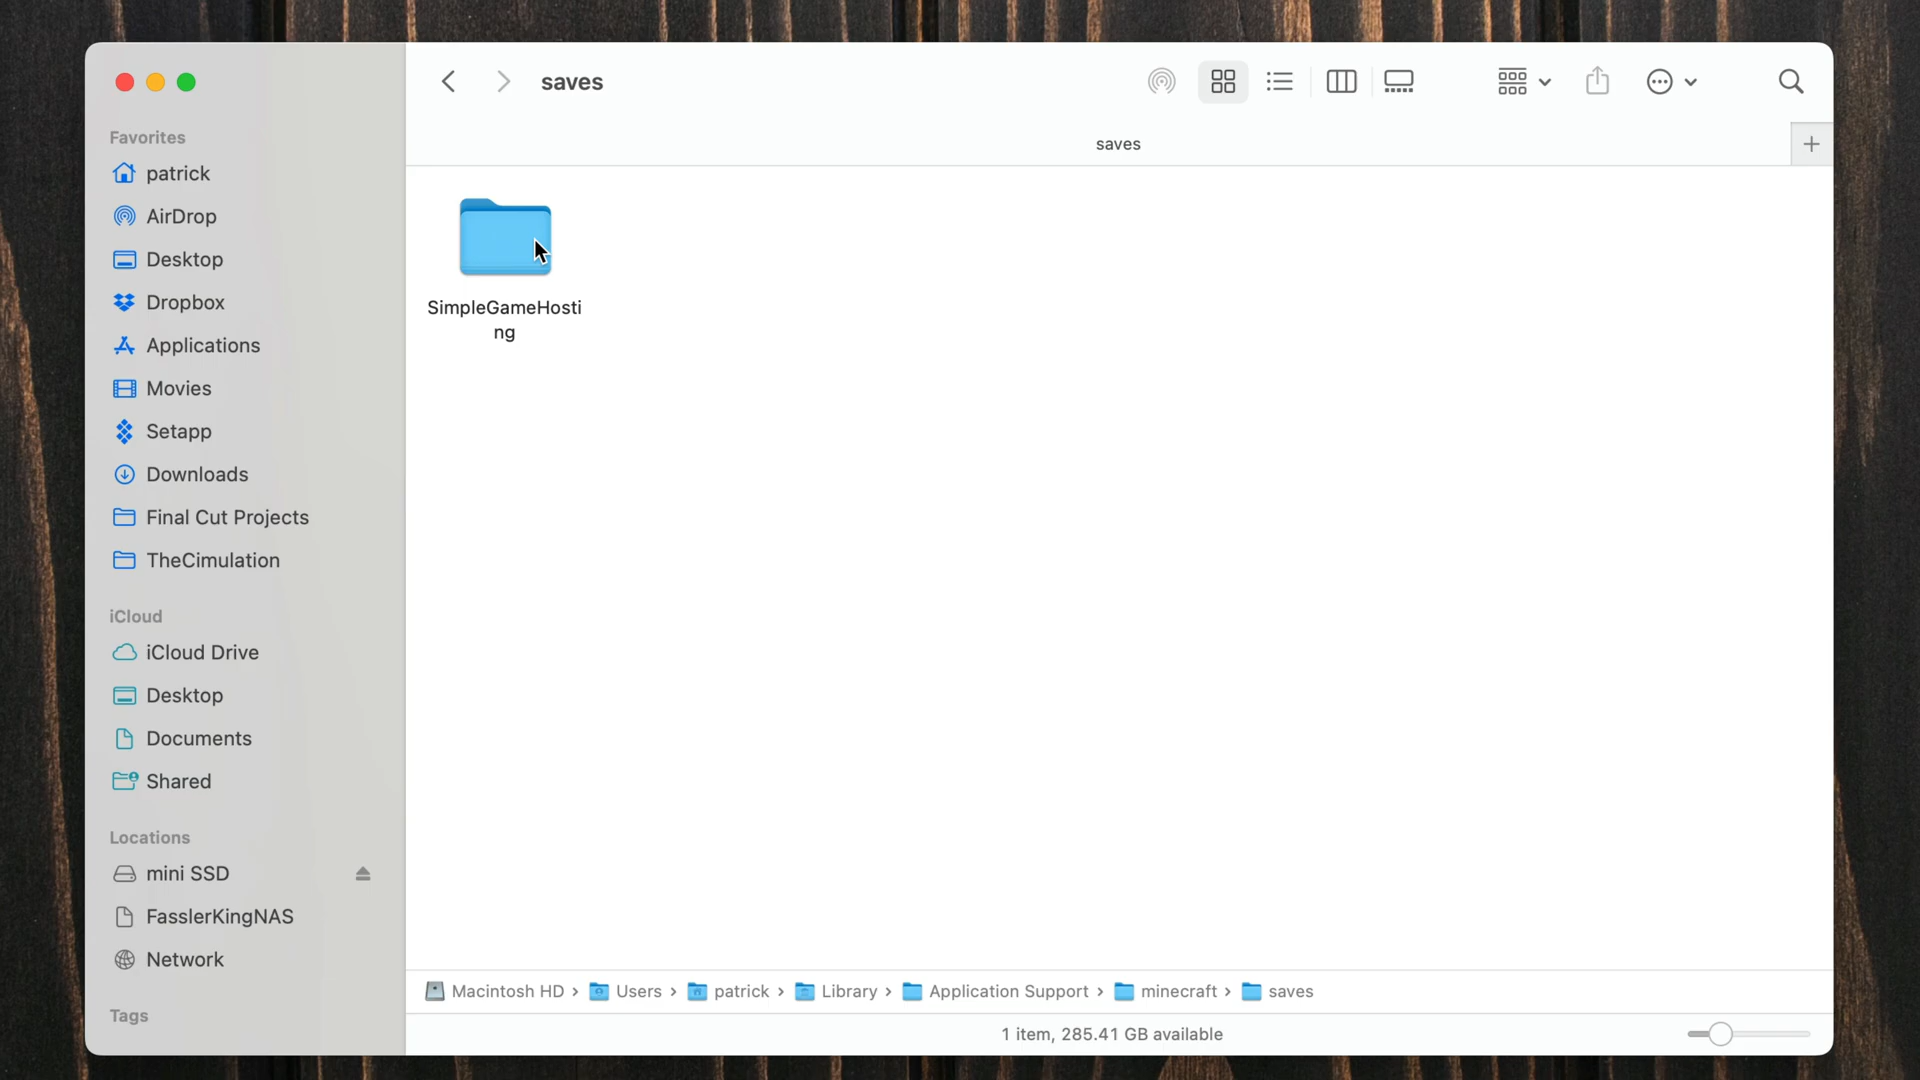 saves
saves
Favorites
patrick
AirDrop
Desktop
Dropbox
Applications
Movies
Setapp
Downloads
Final Cut Projects
TheCimulation
iCloud
iCloud Drive
Desktop
Documents
Shared
Locations
mini SSD
FasslerKingNAS
Network
Tags
SimpleGameHosti
ng
Macintosh HD › Users › patrick › Library › Application Support › minecraft › saves
1 item, 285.41 GB available